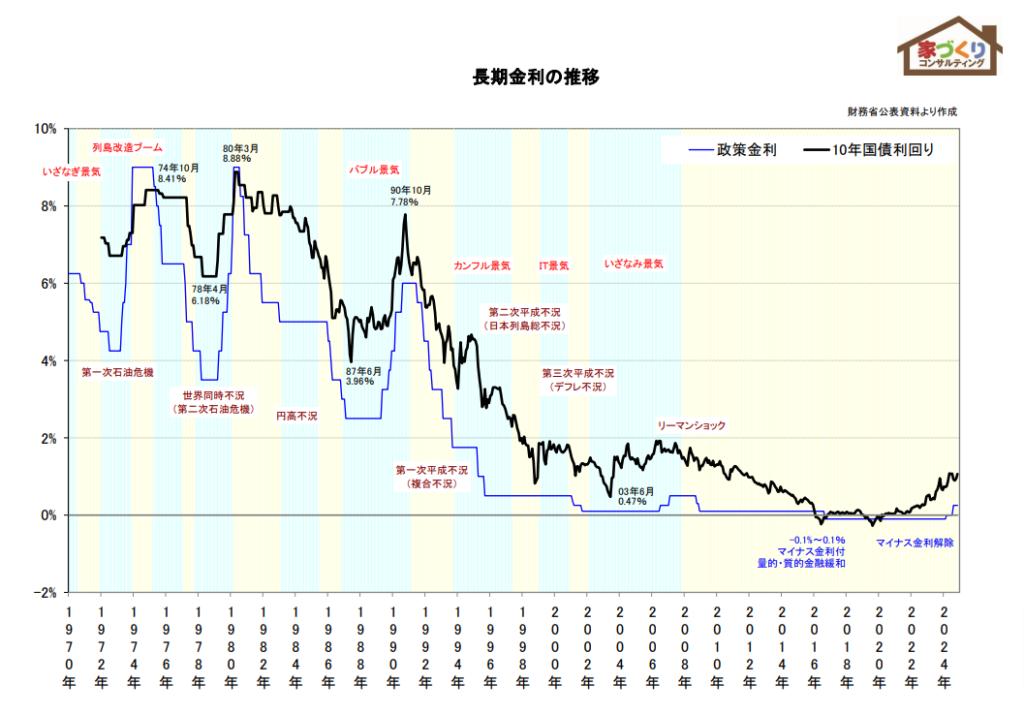 家づくり
コンサルティング
長期金利の推移
財務省公表資料より作成
政策金利
10年国債利回り
10%
8%
6%
4%
2%
0%
-2%
いざなぎ景気
列島改造ブーム
74年10月
8.41%
80年3月
8.88%
バブル景気
90年10月
7.78%
カンフル景気
IT景気
いざなみ景気
78年4月
6.18%
第二次平成不況
（日本列島総不況）
第一次石油危機
世界同時不況
（第二次石油危機）
円高不況
87年6月
3.96%
第三次平成不況
（デフレ不況）
リーマンショック
第一次平成不況
（複合不況）
03年6月
0.47%
-0.1%～0.1%
マイナス金利付
量的・質的金融緩和
マイナス金利解除
1970年
1972年
1974年
1976年
1978年
1980年
1982年
1984年
1986年
1988年
1990年
1992年
1994年
1996年
1998年
2000年
2002年
2004年
2006年
2008年
2010年
2012年
2014年
2016年
2018年
2020年
2022年
2024年